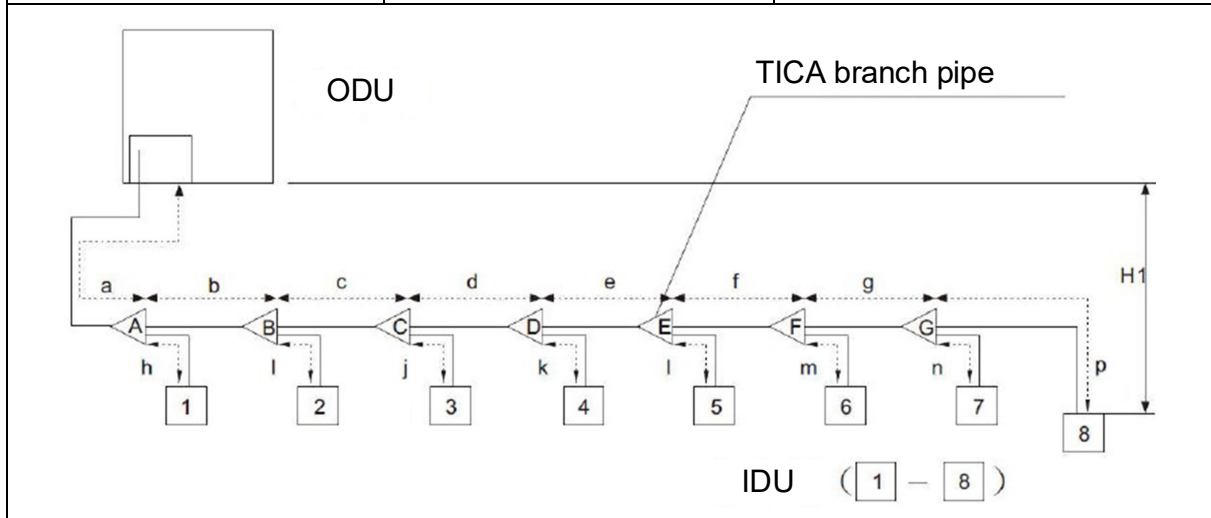 ODU
TICA branch pipe
H1
a b c d e f g
A B C D E F G
h l j k l m n p
1 2 3 4 5 6 7
8
IDU ( 1 – 8 )